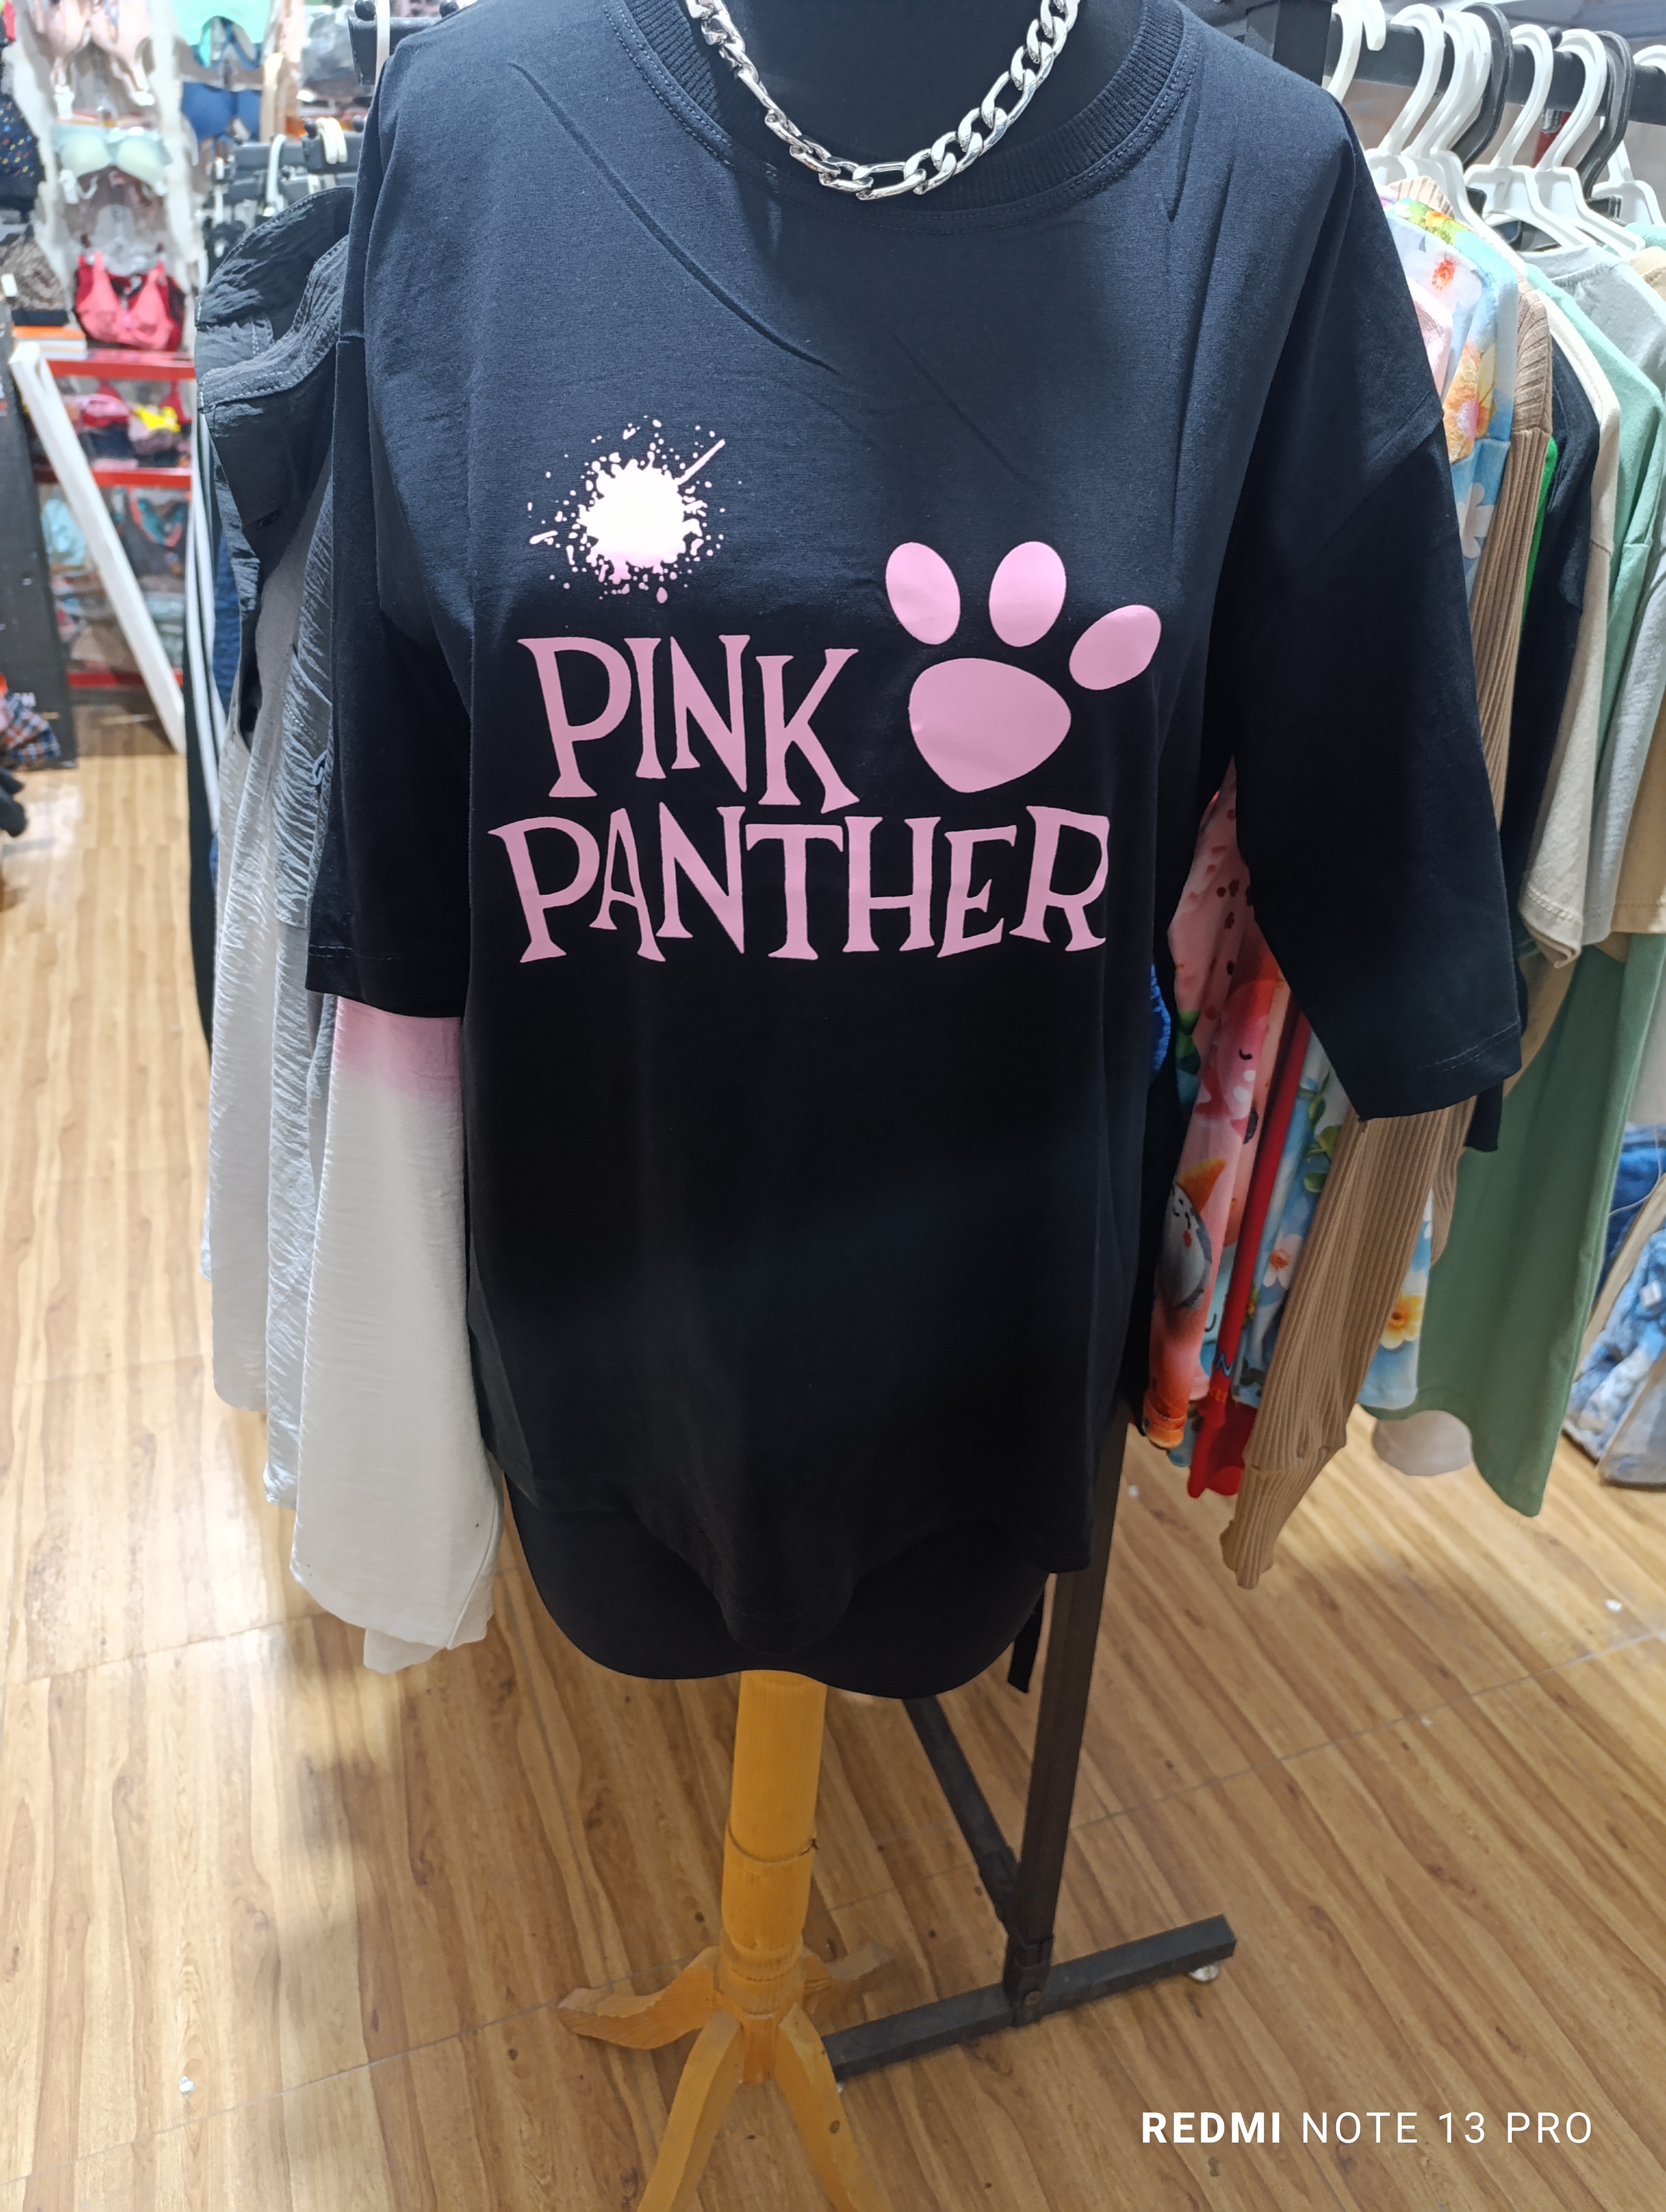 PINK
PANTHER
REDMI NOTE 13 PRO